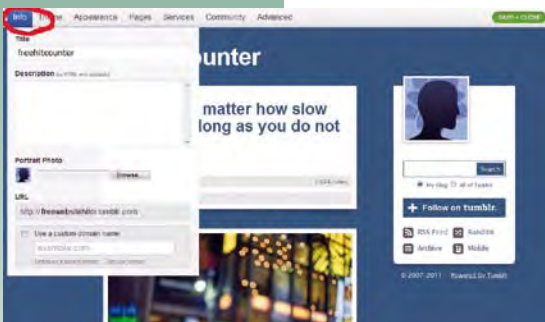 Info Theme Appearance Pages Services Community Advanced SAVE + CLOSE
Title
freehitcounter
unter
Description
matter how slow
long as you do not
Portrait Photo
Browse...
URL
Use a custom domain name
Search
My blog all of Tumblr
Follow on tumblr.
RSS Feed Random
Archive Mobile
© 2007-2011 Powered by Tumblr